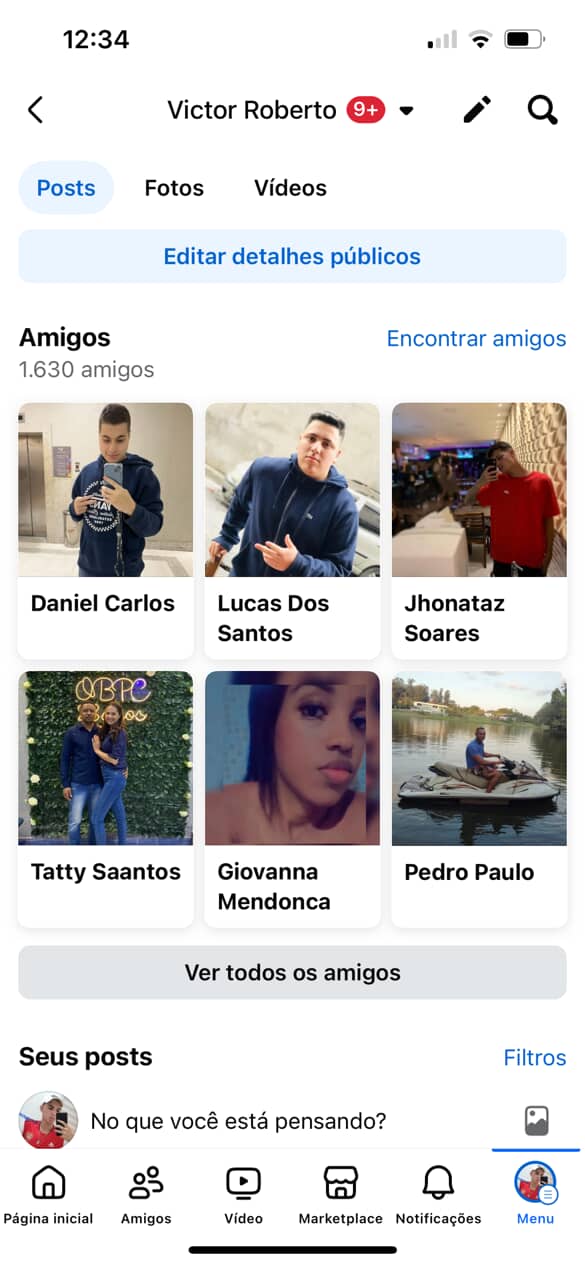 12:34
Victor Roberto 9+
Posts Fotos Vídeos
Editar detalhes públicos
Amigos Encontrar amigos
1.630 amigos
Daniel Carlos
Lucas Dos
Santos
Jhonataz
Soares
OBPC
Tatty Saantos
Giovanna
Mendonca
Pedro Paulo
Ver todos os amigos
Seus posts Filtros
No que você está pensando?
Página inicial Amigos Vídeo Marketplace Notificações Menu